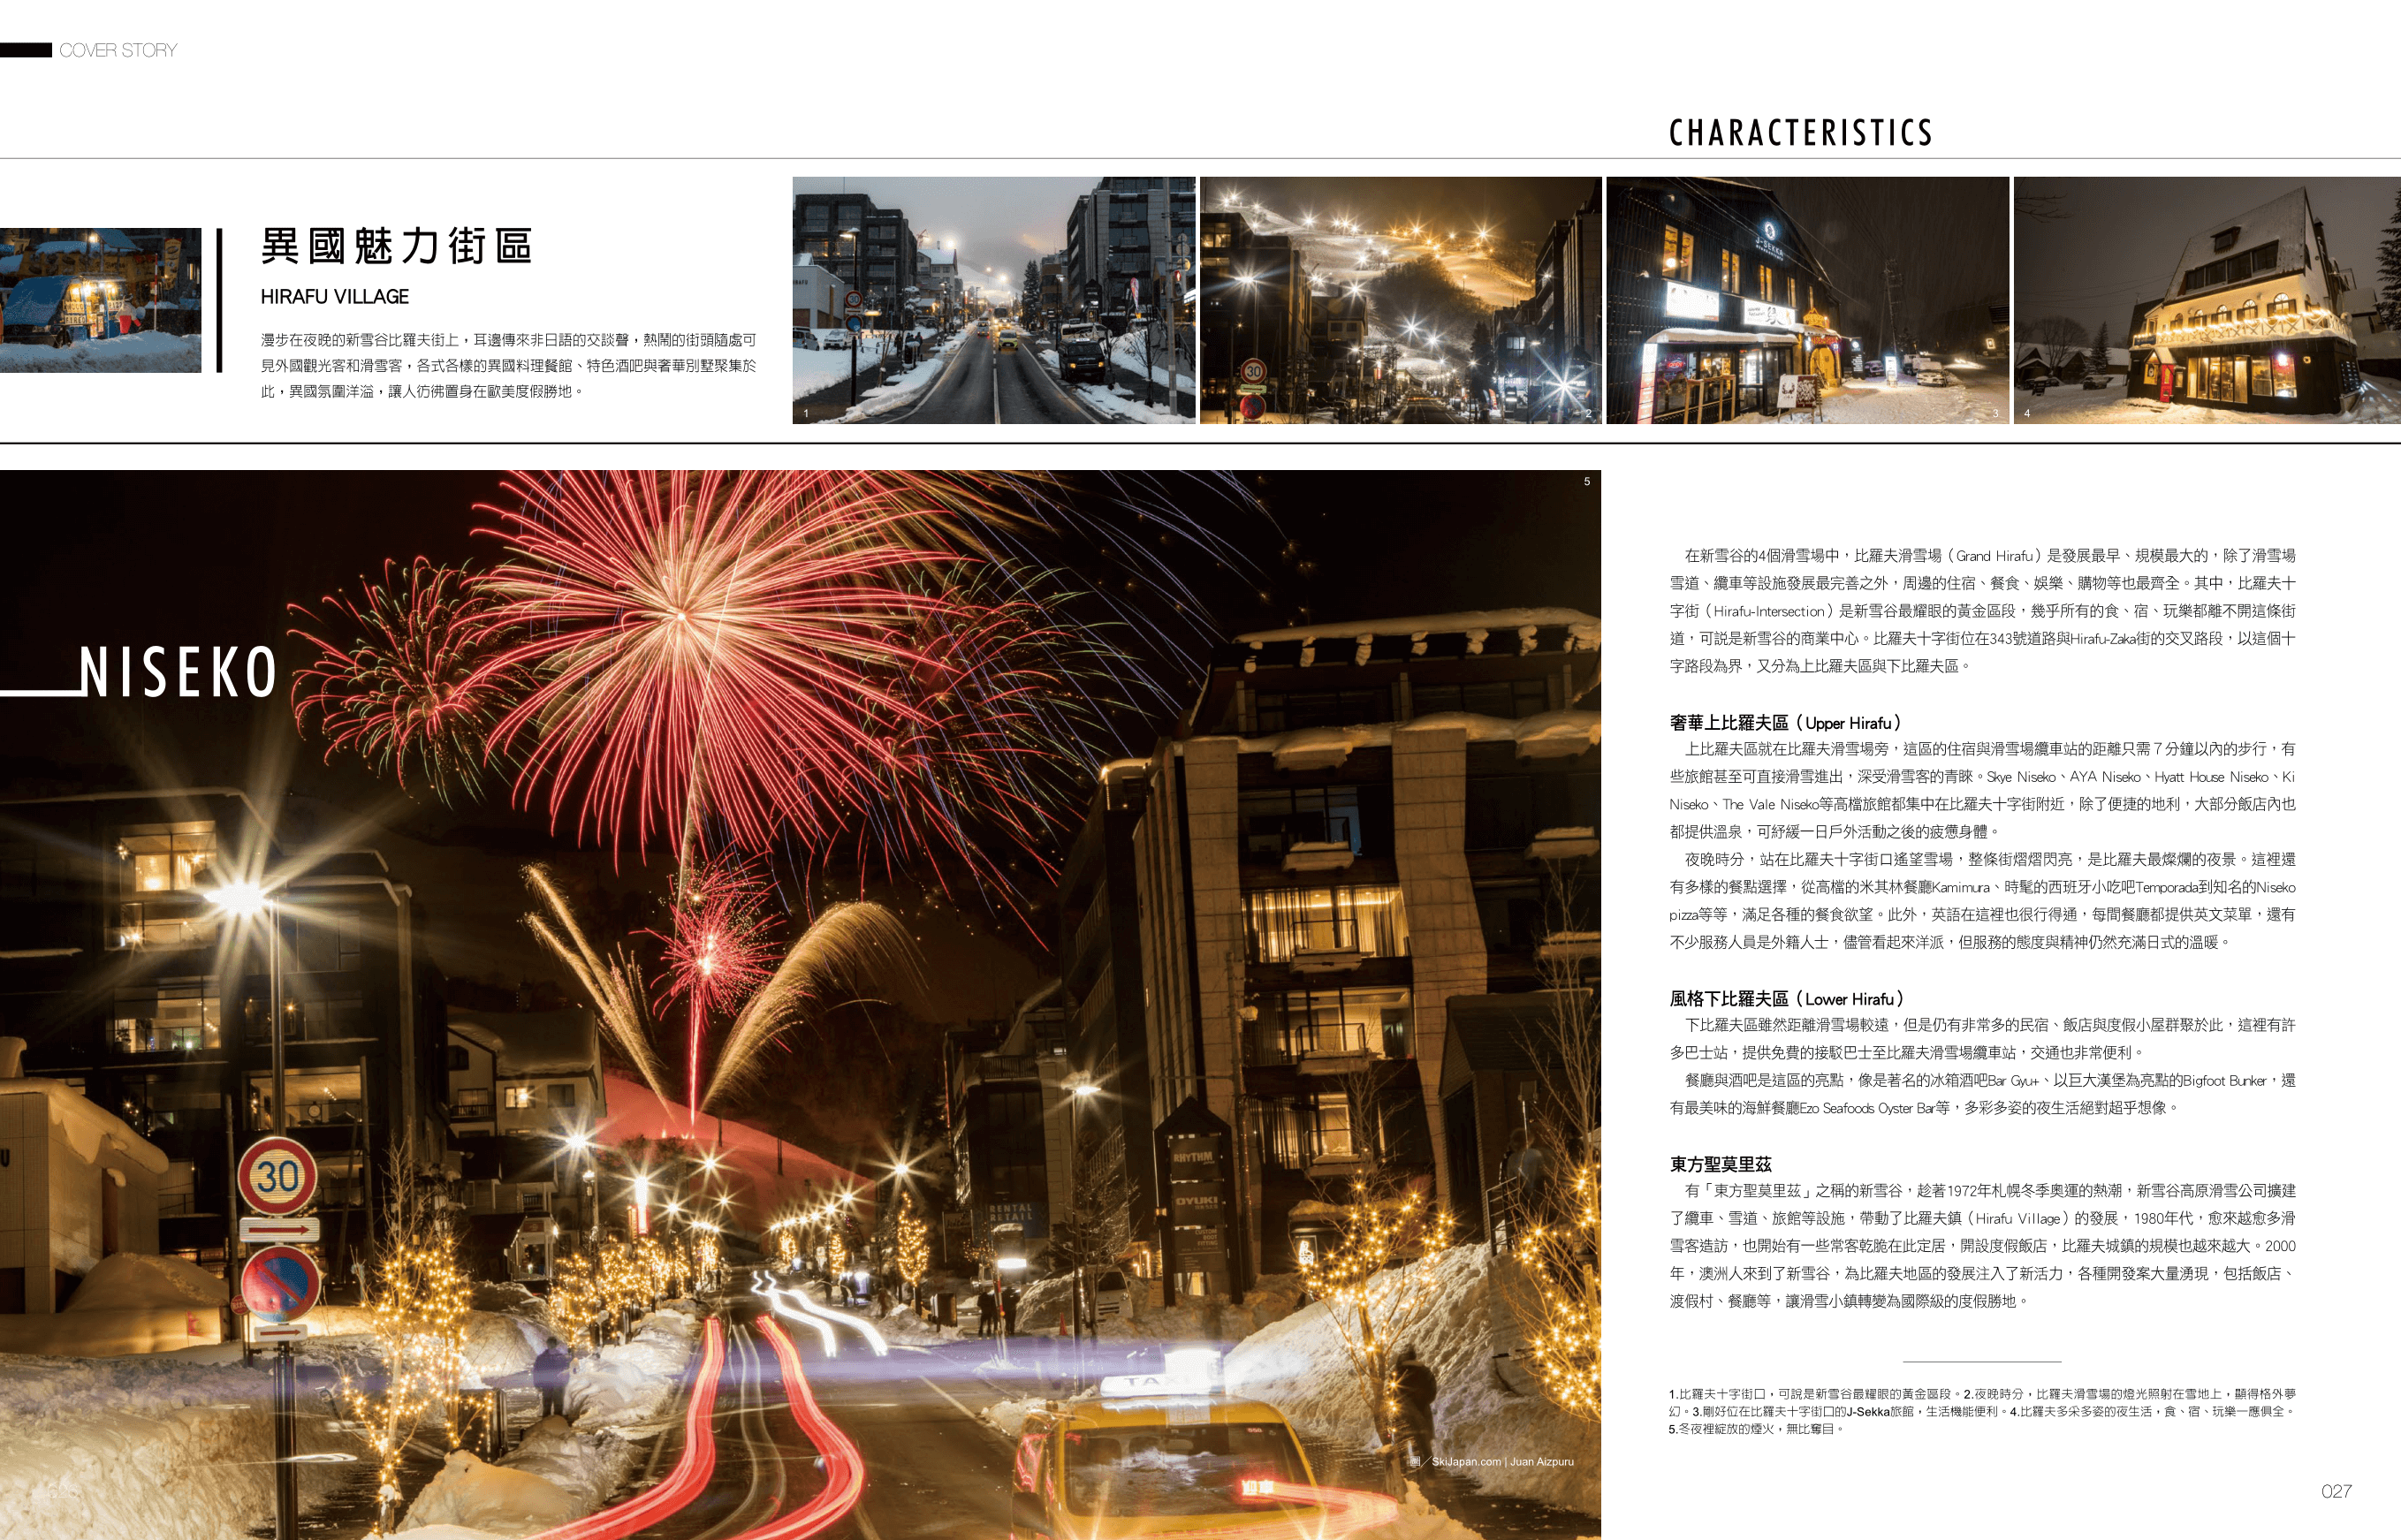 COVER STORY
CHARACTERISTICS
異國魅力街區
HIRAFU VILLAGE
漫步在夜晚的新雪谷比羅夫街上，耳邊傳來非日語的交談聲，熱鬧的街頭隨處可
見外國觀光客和滑雪客，各式各樣的異國料理餐館、特色酒吧與奢華別墅聚集於
此，異國氛圍洋溢，讓人彷彿置身在歐美度假勝地。
30
1
30
2
J-SEKKA
3
4
5
NISEKO
30
RHYTHM
OYUKI
RENTAL
RETAIL
TAXI
圖／SkiJapan.com | Juan Aizpuru
在新雪谷的4個滑雪場中，比羅夫滑雪場（Grand Hirafu）是發展最早、規模最大的，除了滑雪場
雪道、纜車等設施發展最完善之外，周邊的住宿、餐食、娛樂、購物等也最齊全。其中，比羅夫十
字街（Hirafu-Intersection）是新雪谷最耀眼的黃金區段，幾乎所有的食、宿、玩樂都離不開這條街
道，可說是新雪谷的商業中心。比羅夫十字街位在343號道路與Hirafu-Zaka街的交叉路段，以這個十
字路段為界，又分為上比羅夫區與下比羅夫區。
奢華上比羅夫區（Upper Hirafu）
上比羅夫區就在比羅夫滑雪場旁，這區的住宿與滑雪場纜車站的距離只需７分鐘以內的步行，有
些旅館甚至可直接滑雪進出，深受滑雪客的青睞。Skye Niseko、AYA Niseko、Hyatt House Niseko、Ki
Niseko、The Vale Niseko等高檔旅館都集中在比羅夫十字街附近，除了便捷的地利，大部分飯店內也
都提供溫泉，可紓緩一日戶外活動之後的疲憊身體。
夜晚時分，站在比羅夫十字街口遙望雪場，整條街熠熠閃亮，是比羅夫最燦爛的夜景。這裡還
有多樣的餐點選擇，從高檔的米其林餐廳Kamimura、時髦的西班牙小吃吧Temporada到知名的Niseko
pizza等等，滿足各種的餐食欲望。此外，英語在這裡也很行得通，每間餐廳都提供英文菜單，還有
不少服務人員是外籍人士，儘管看起來洋派，但服務的態度與精神仍然充滿日式的溫暖。
風格下比羅夫區（Lower Hirafu）
下比羅夫區雖然距離滑雪場較遠，但是仍有非常多的民宿、飯店與度假小屋群聚於此，這裡有許
多巴士站，提供免費的接駁巴士至比羅夫滑雪場纜車站，交通也非常便利。
餐廳與酒吧是這區的亮點，像是著名的冰箱酒吧Bar Gyu+、以巨大漢堡為亮點的Bigfoot Bunker，還
有最美味的海鮮餐廳Ezo Seafoods Oyster Bar等，多彩多姿的夜生活絕對超乎想像。
東方聖莫里茲
有「東方聖莫里茲」之稱的新雪谷，趁著1972年札幌冬季奧運的熱潮，新雪谷高原滑雪公司擴建
了纜車、雪道、旅館等設施，帶動了比羅夫鎮（Hirafu Village）的發展，1980年代，愈來越愈多滑
雪客造訪，也開始有一些常客乾脆在此定居，開設度假飯店，比羅夫城鎮的規模也越來越大。2000
年，澳洲人來到了新雪谷，為比羅夫地區的發展注入了新活力，各種開發案大量湧現，包括飯店、
渡假村、餐廳等，讓滑雪小鎮轉變為國際級的度假勝地。
1.比羅夫十字街口，可說是新雪谷最耀眼的黃金區段。2.夜晚時分，比羅夫滑雪場的燈光照射在雪地上，顯得格外夢
幻。3.剛好位在比羅夫十字街口的J-Sekka旅館，生活機能便利。4.比羅夫多采多姿的夜生活，食、宿、玩樂一應俱全。
5.冬夜裡綻放的煙火，無比奪目。
027